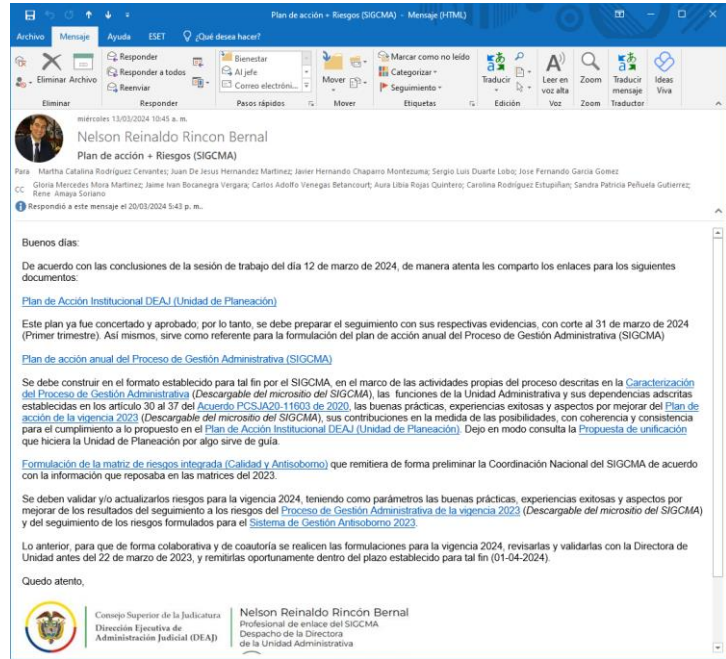 Plan de acción + Riesgos (SIGCMA) - Mensaje (HTML)
Archivo Mensaje Ayuda ESET ¿Qué desea hacer?
Eliminar Archivo
Responder
Responder a todos
Reenviar
Bienestar
Al jefe
Correo electróni...
Mover
Marcar como no leído
Categorizar
Seguimiento
Traducir
Leer en voz alta
Zoom
Traducir mensaje
Ideas Viva
Eliminar Responder Pasos rápidos Mover Etiquetas Edición Voz Zoom Traductor
miércoles 13/03/2024 10:45 a. m.
Nelson Reinaldo Rincon Bernal
Plan de acción + Riesgos (SIGCMA)
Para Martha Catalina Rodríguez Cervantes; Juan De Jesus Hernandez Martinez; Javier Hernando Chaparro Montezuma; Sergio Luis Duarte Lobo; Jose Fernando Garcia Gomez
CC Gloria Mercedes Mora Martinez; Jaime Ivan Bocanegra Vergara; Carlos Adolfo Venegas Betancourt; Aura Libia Rojas Quintero; Carolina Rodríguez Estupiñan; Sandra Patricia Peñuela Gutierrez;
Rene Amaya Soriano
Respondió a este mensaje el 20/03/2024 5:43 p. m..
Buenos días:
De acuerdo con las conclusiones de la sesión de trabajo del día 12 de marzo de 2024, de manera atenta les comparto los enlaces para los siguientes
documentos:
Plan de Acción Institucional DEAJ (Unidad de Planeación)
Este plan ya fue concertado y aprobado; por lo tanto, se debe preparar el seguimiento con sus respectivas evidencias, con corte al 31 de marzo de 2024
(Primer trimestre). Así mismos, sirve como referente para la formulación del plan de acción anual del Proceso de Gestión Administrativa (SIGCMA)
Plan de acción anual del Proceso de Gestión Administrativa (SIGCMA)
Se debe construir en el formato establecido para tal fin por el SIGCMA, en el marco de las actividades propias del proceso descritas en la Caracterización
del Proceso de Gestión Administrativa (Descargable del micrositio del SIGCMA), las funciones de la Unidad Administrativa y sus dependencias adscritas
establecidas en los artículo 30 al 37 del Acuerdo PCSJA20-11603 de 2020, las buenas prácticas, experiencias exitosas y aspectos por mejorar del Plan de
acción de la vigencia 2023 (Descargable del micrositio del SIGCMA), sus contribuciones en la medida de las posibilidades, con coherencia y consistencia
para el cumplimiento a lo propuesto en el Plan de Acción Institucional DEAJ (Unidad de Planeación). Dejo en modo consulta la Propuesta de unificación
que hiciera la Unidad de Planeación por algo sirve de guía.
Formulación de la matriz de riesgos integrada (Calidad y Antisoborno) que remitiera de forma preliminar la Coordinación Nacional del SIGCMA de acuerdo
con la información que reposaba en las matrices del 2023.
Se deben validar y/o actualizarlos riesgos para la vigencia 2024, teniendo como parámetros las buenas prácticas, experiencias exitosas y aspectos por
mejorar de los resultados del seguimiento a los riesgos del Proceso de Gestión Administrativa de la vigencia 2023 (Descargable del micrositio del SIGCMA)
y del seguimiento de los riesgos formulados para el Sistema de Gestión Antisoborno 2023.
Lo anterior, para que de forma colaborativa y de coautoría se realicen las formulaciones para la vigencia 2024, revisarlas y validarlas con la Directora de
Unidad antes del 22 de marzo de 2023, y remitirlas oportunamente dentro del plazo establecido para tal fin (01-04-2024).
Quedo atento,
Consejo Superior de la Judicatura
Dirección Ejecutiva de
Administración Judicial (DEAJ)
Nelson Reinaldo Rincón Bernal
Profesional de enlace del SIGCMA
Despacho de la Directora
de la Unidad Administrativa